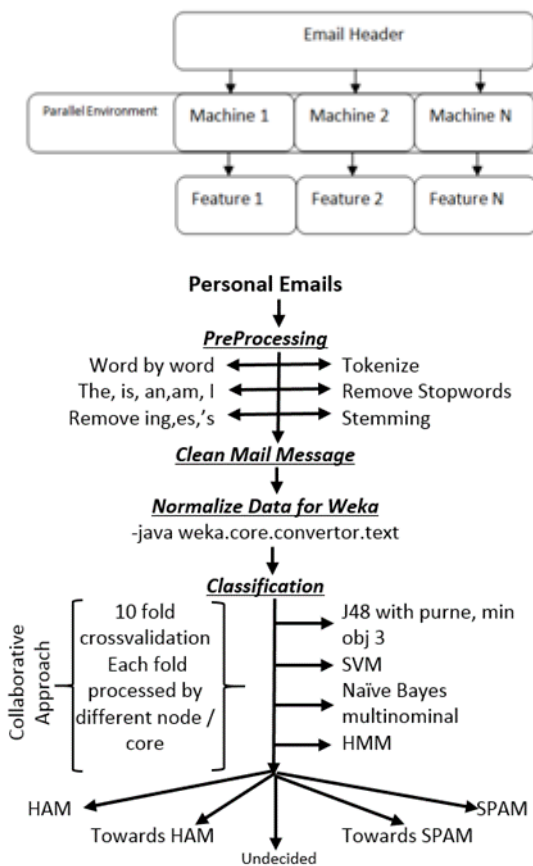 Email Header
Parallel Environment
Machine 1
Machine 2
Machine N
Feature 1
Feature 2
Feature N
Personal Emails
PreProcessing
Word by word
Tokenize
The, is, an,am, I
Remove Stopwords
Remove ing,es,'s
Stemming
Clean Mail Message
Normalize Data for Weka
-java weka.core.convertor.text
Classification
Collaborative
Approach
10 fold
crossvalidation
Each fold
processed by
different node /
core
J48 with purne, min
obj 3
SVM
Naïve Bayes
multinominal
HMM
HAM
Towards HAM
Undecided
Towards SPAM
SPAM